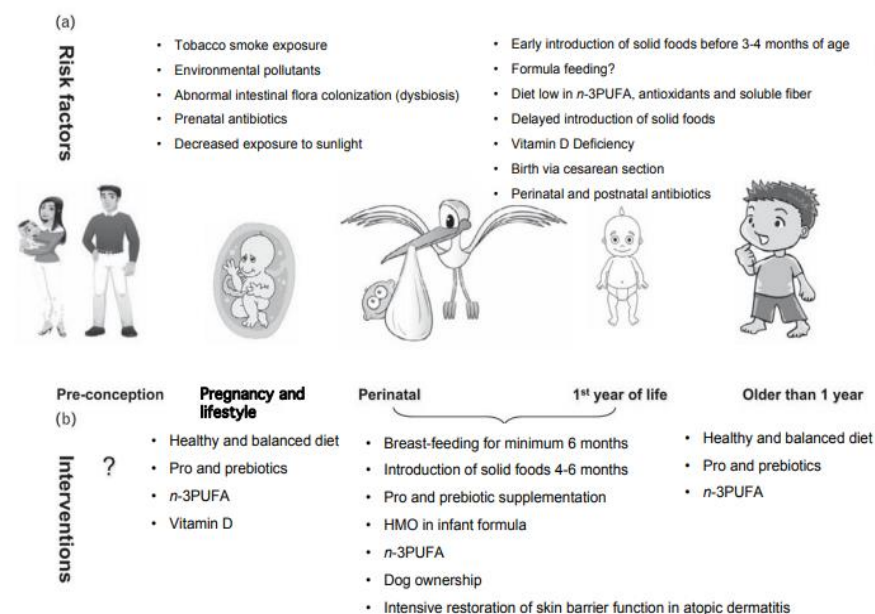 (a)
Risk factors
• Tobacco smoke exposure
• Environmental pollutants
• Abnormal intestinal flora colonization (dysbiosis)
• Prenatal antibiotics
• Decreased exposure to sunlight
• Early introduction of solid foods before 3-4 months of age
• Formula feeding?
• Diet low in n-3PUFA, antioxidants and soluble fiber
• Delayed introduction of solid foods
• Vitamin D Deficiency
• Birth via cesarean section
• Perinatal and postnatal antibiotics
Pre-conception
Pregnancy and
lifestyle
Perinatal
1st year of life
Older than 1 year
(b)
Interventions
?
• Healthy and balanced diet
• Pro and prebiotics
• n-3PUFA
• Vitamin D
• Breast-feeding for minimum 6 months
• Introduction of solid foods 4-6 months
• Pro and prebiotic supplementation
• HMO in infant formula
• n-3PUFA
• Dog ownership
• Intensive restoration of skin barrier function in atopic dermatitis
• Healthy and balanced diet
• Pro and prebiotics
• n-3PUFA